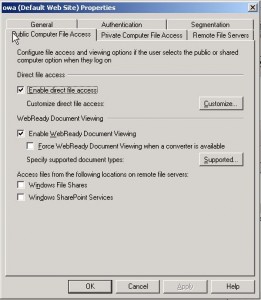 owa (Default Web Site) Properties
General
Authentication
Segmentation
Public Computer File Access
Private Computer File Access
Remote File Servers
Configure file access and viewing options if the user selects the public or shared
computer option when they log on
Direct file access
Enable direct file access
Customize direct file access:
Customize...
WebReady Document Viewing
Enable WebReady Document Viewing
Force WebReady Document Viewing when a converter is available
Specify supported document types:
Supported...
Access files from the following locations on remote file servers:
Windows File Shares
Windows SharePoint Services
OK
Cancel
Apply
Help